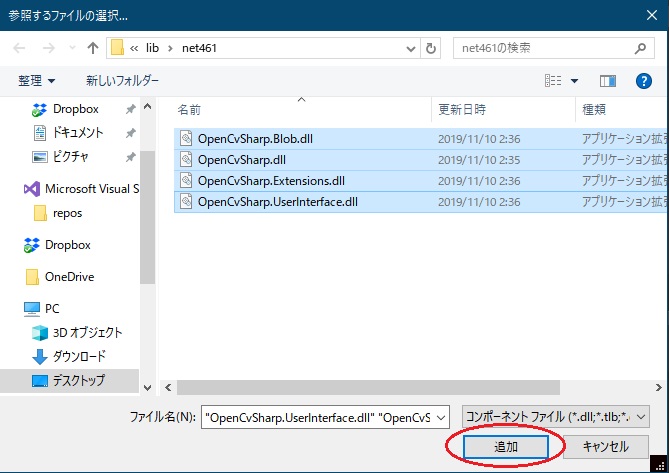 参照するファイルの選択...
« lib > net461
net461の検索
整理 新しいフォルダー
名前 更新日時 種類
Dropbox
ドキュメント
ピクチャ
Microsoft Visual S
repos
Dropbox
OneDrive
PC
3D オブジェクト
ダウンロード
デスクトップ
OpenCvSharp.Blob.dll 2019/11/10 2:36 アプリケーション拡張
OpenCvSharp.dll 2019/11/10 2:35 アプリケーション拡張
OpenCvSharp.Extensions.dll 2019/11/10 2:36 アプリケーション拡張
OpenCvSharp.UserInterface.dll 2019/11/10 2:36 アプリケーション拡張
ファイル名(N): "OpenCvSharp.UserInterface.dll" "OpenCvS
コンポーネント ファイル (*.dll;*.tlb;*.
追加 キャンセル